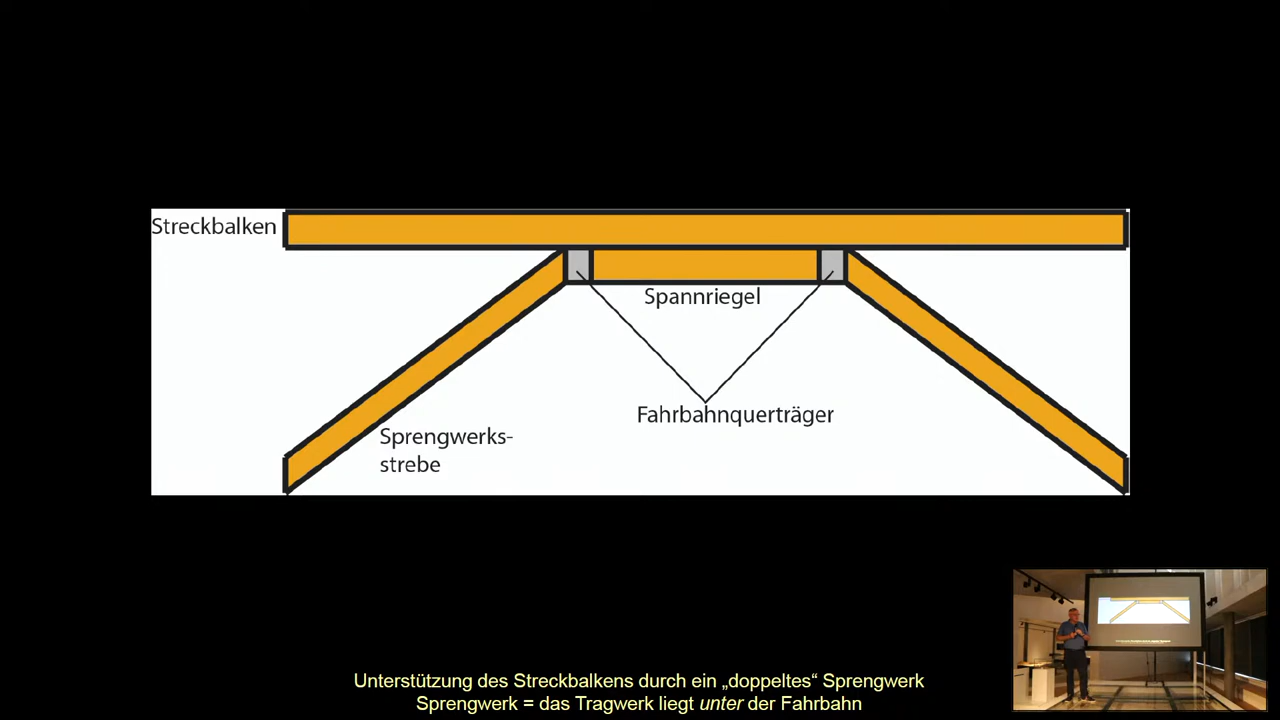 Streckbalken
Spannriegel
Fahrbahnquerträger
Sprengwerks-
strebe
Unterstützung des Streckbalkens durch ein „doppeltes“ Sprengwerk
Sprengwerk = das Tragwerk liegt unter der Fahrbahn